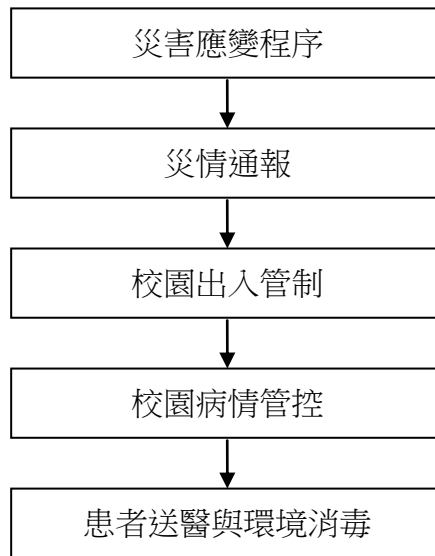 災害應變程序
災情通報
校園出入管制
校園病情管控
患者送醫與環境消毒